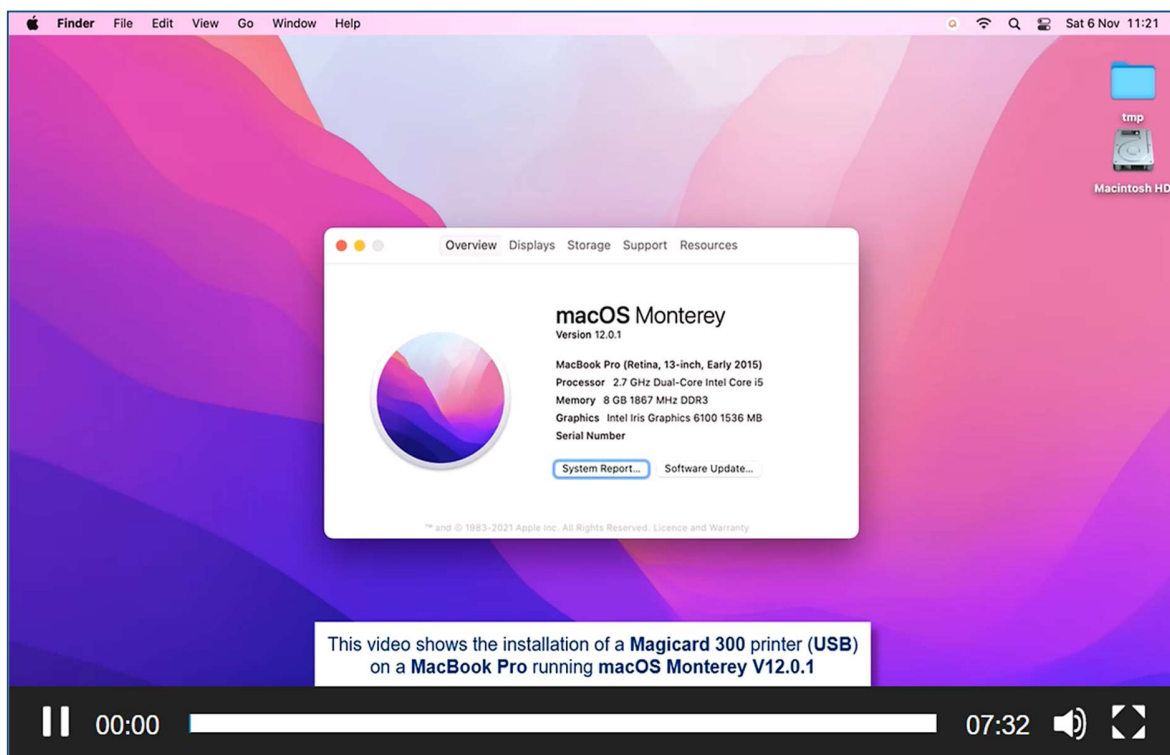 Finder File Edit View Go Window Help Sat 6 Nov 11:21
tmp
Macintosh HD
Overview Displays Storage Support Resources
macOS Monterey
Version 12.0.1
MacBook Pro (Retina, 13-inch, Early 2015)
Processor 2.7 GHz Dual-Core Intel Core i5
Memory 8 GB 1867 MHz DDR3
Graphics Intel Iris Graphics 6100 1536 MB
Serial Number
System Report... Software Update...
™ and © 1983-2021 Apple Inc. All Rights Reserved. Licence and Warranty
This video shows the installation of a Magicard 300 printer (USB)
on a MacBook Pro running macOS Monterey V12.0.1
00:00 07:32